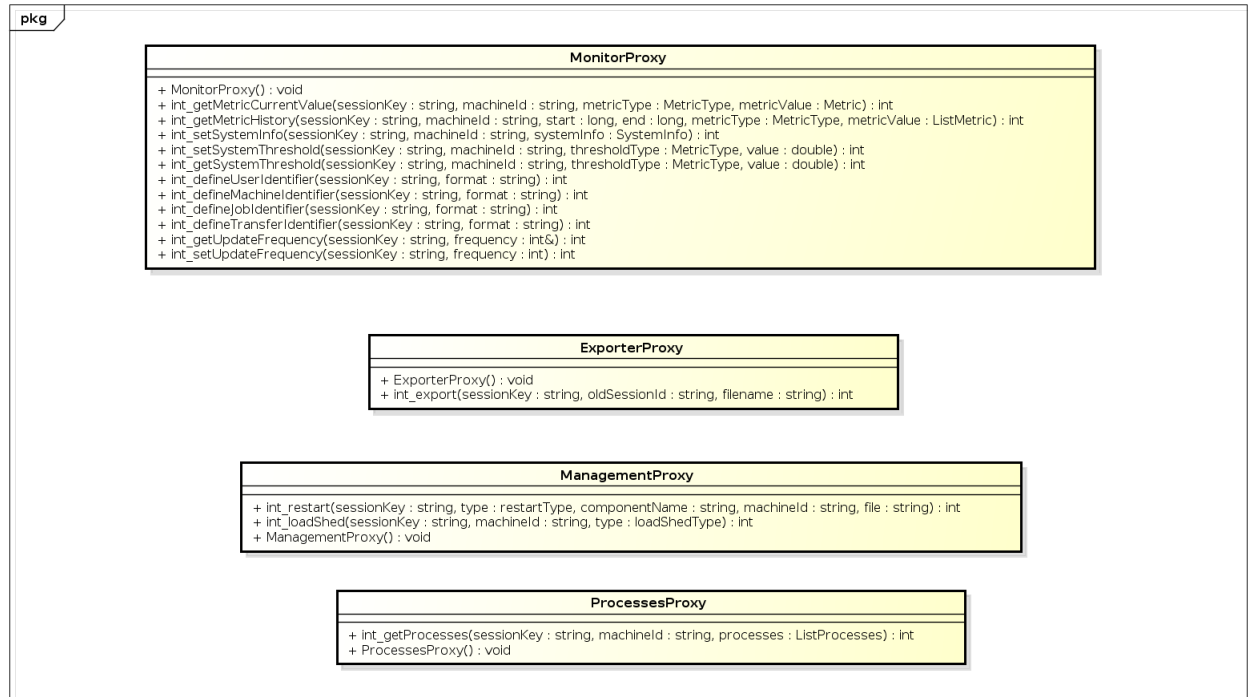 pkg
MonitorProxy
+ MonitorProxy() : void
+ int_getMetricCurrentValue(sessionKey : string, machineId : string, metricType : MetricType, metricValue : Metric) : int
+ int_getMetricHistory(sessionKey : string, machineId : string, start : long, end : long, metricType : MetricType, metricValue : ListMetric) : int
+ int_setSystemInfo(sessionKey : string, machineId : string, systemInfo : SystemInfo) : int
+ int_setSystemThreshold(sessionKey : string, machineId : string, thresholdType : MetricType, value : double) : int
+ int_getSystemThreshold(sessionKey : string, machineId : string, thresholdType : MetricType, value : double) : int
+ int_defineUserIdentifier(sessionKey : string, format : string) : int
+ int_defineMachineIdentifier(sessionKey : string, format : string) : int
+ int_defineJobIdentifier(sessionKey : string, format : string) : int
+ int_defineTransferIdentifier(sessionKey : string, format : string) : int
+ int_getUpdateFrequency(sessionKey : string, frequency : int&) : int
+ int_setUpdateFrequency(sessionKey : string, frequency : int) : int
ExporterProxy
+ ExporterProxy() : void
+ int_export(sessionKey : string, oldSessionId : string, filename : string) : int
ManagementProxy
+ int_restart(sessionKey : string, type : restartType, componentName : string, machineId : string, file : string) : int
+ int_loadShed(sessionKey : string, machineId : string, type : loadShedType) : int
+ ManagementProxy() : void
ProcessesProxy
+ int_getProcesses(sessionKey : string, machineId : string, processes : ListProcesses) : int
+ ProcessesProxy() : void